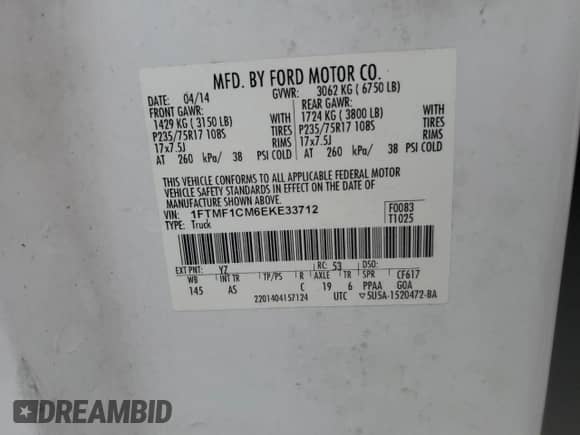 MFD. BY FORD MOTOR CO.
DATE: 04/14 GVWR: 3062 KG ( 6750 LB)
FRONT GAWR: REAR GAWR:
1429 KG ( 3150 LB) WITH 1724 KG ( 3800 LB) WITH
P235/75R17 108S TIRES P235/75R17 108S TIRES
17x7.5J RIMS 17x7.5J RIMS
AT 260 kPa/ 38 PSI COLD AT 260 kPa/ 38 PSI COLD
THIS VEHICLE CONFORMS TO ALL APPLICABLE FEDERAL MOTOR
VEHICLE SAFETY STANDARDS IN EFFECT ON THE DATE OF
MANUFACTURE SHOWN ABOVE.
VIN: 1FTMF1CM6EKE33712 F0083
TYPE: Truck T1025
EXT PNT: YZ RC: 53 DSO:
WB INT TR TP/PS R AXLE TR SPR CF617
145 A5 C 19 6 PPAA GOA
2201404157124 UTC ▽5U5A-1520472-BA
DREAMBID